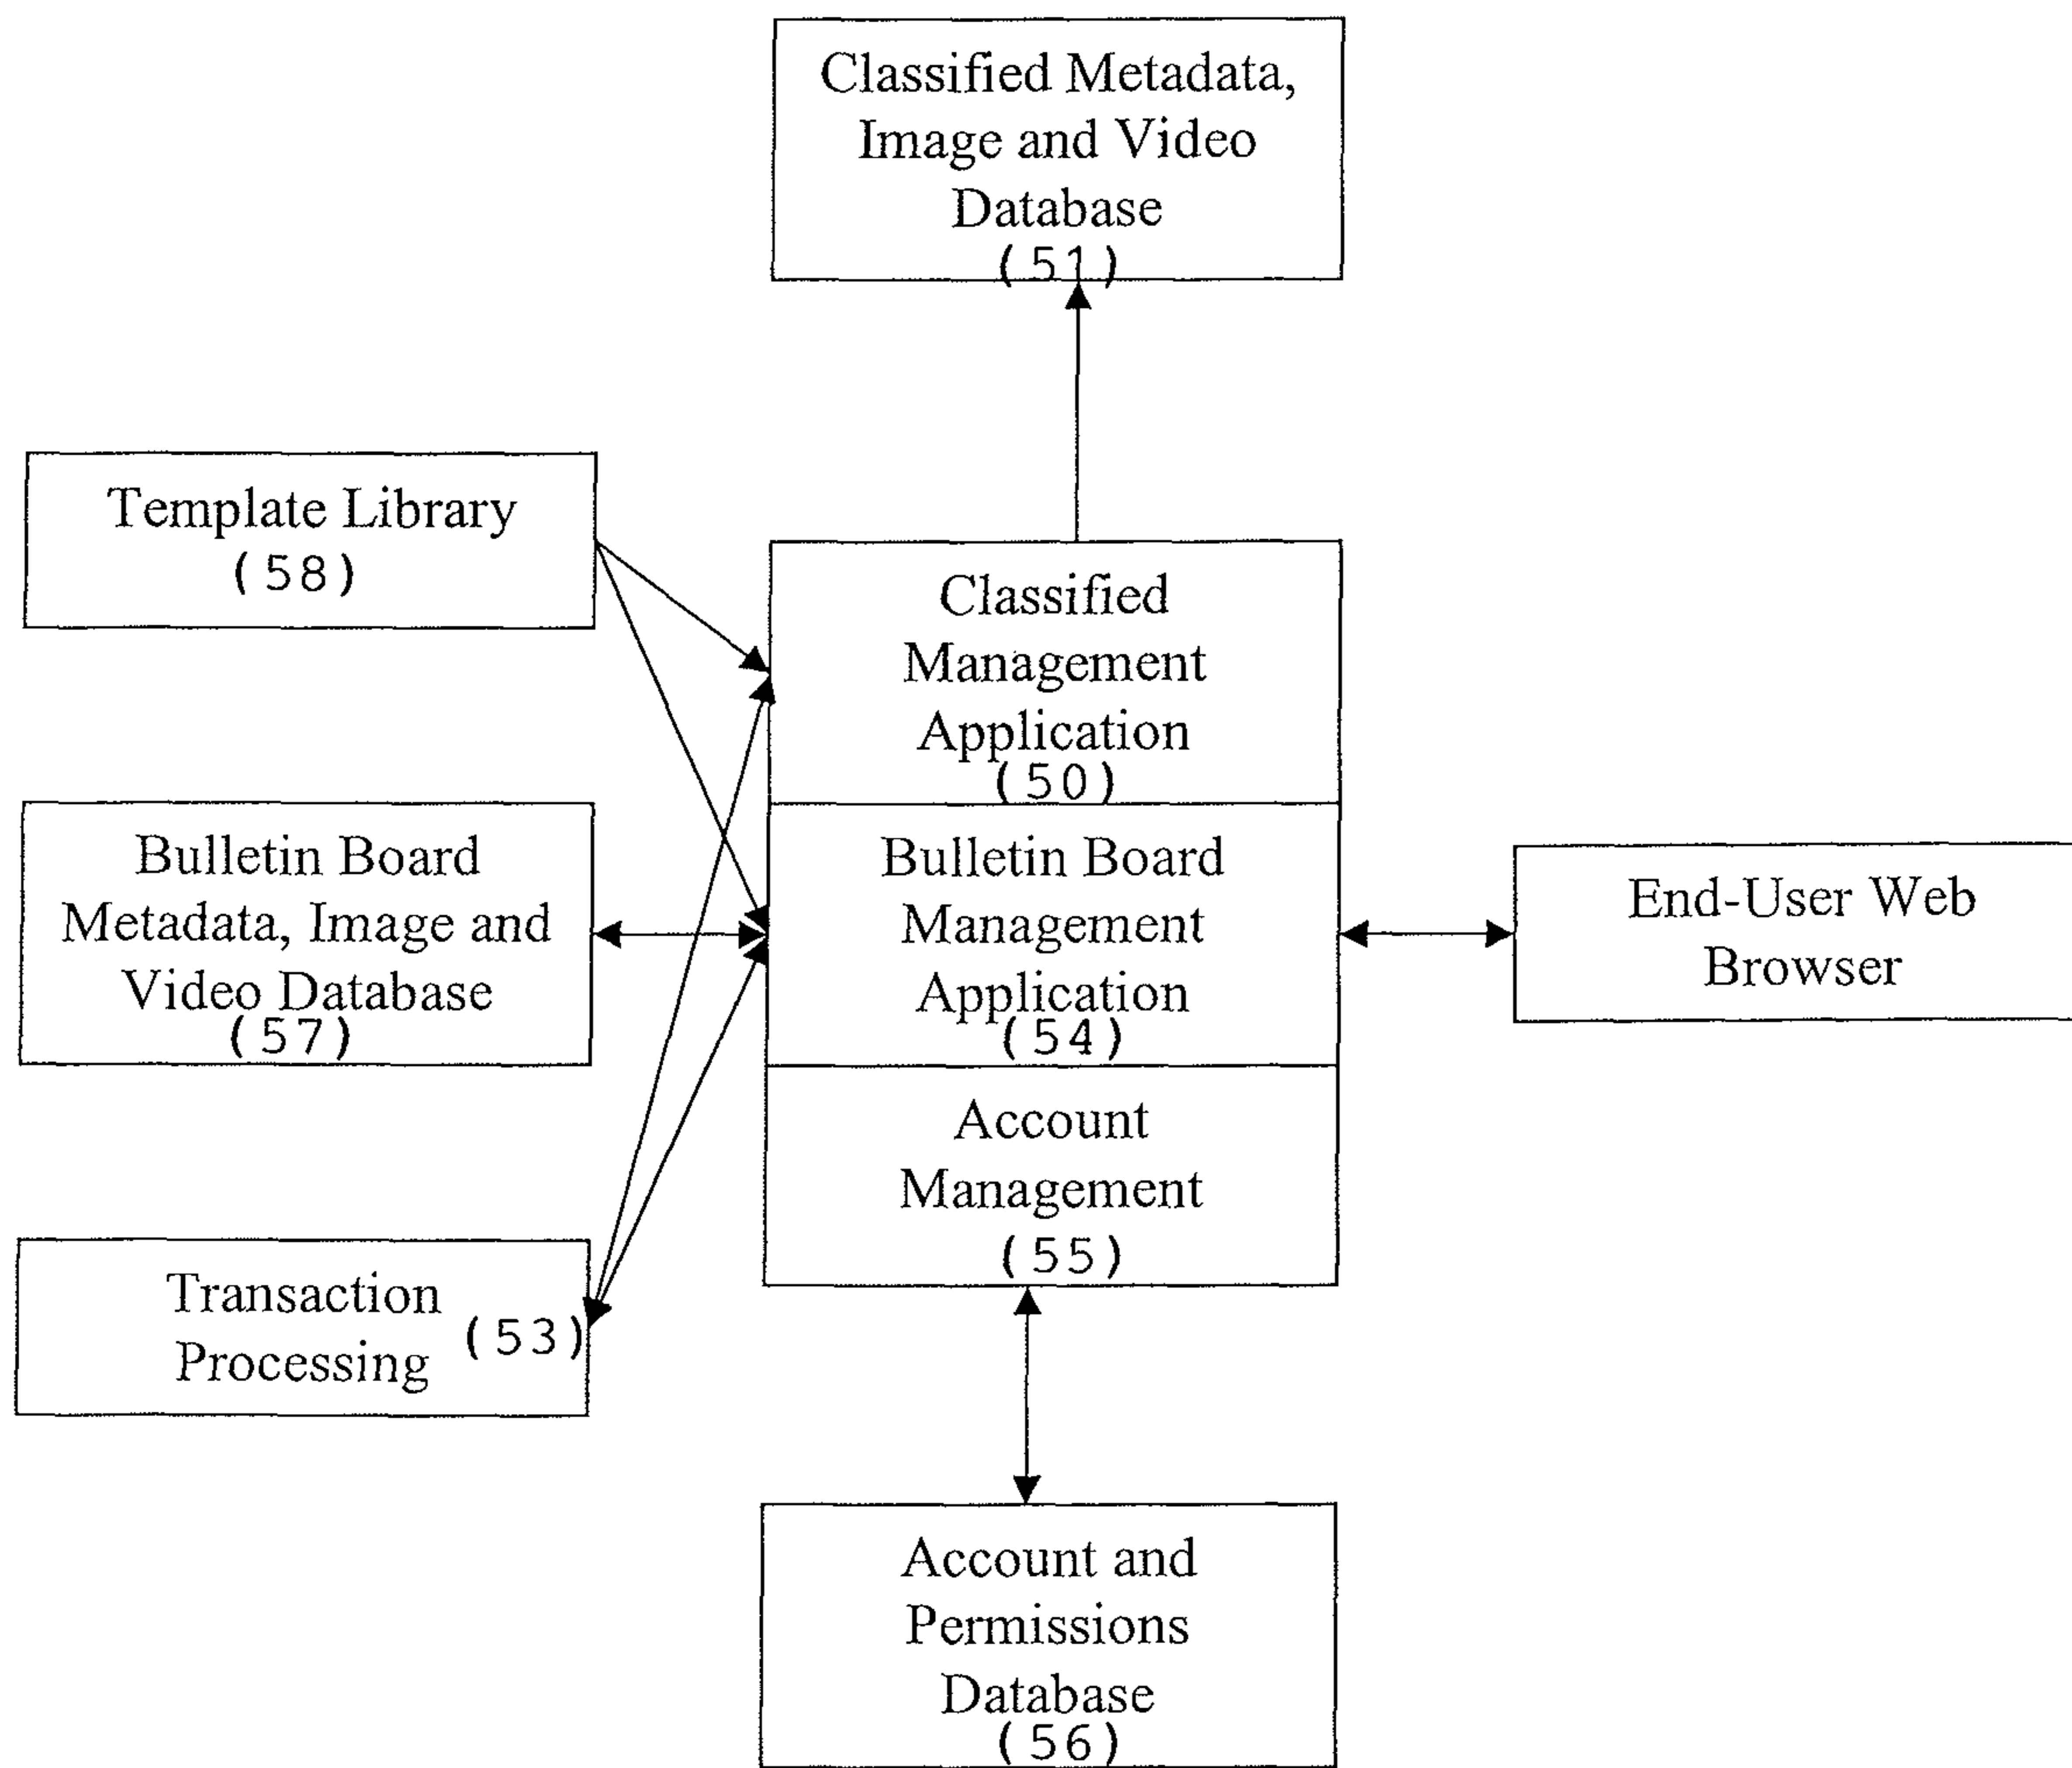 Classified Metadata,
Image and Video
Database
(51)
Template Library
(58)
Classified
Management
Application
(50)
Bulletin Board
Metadata, Image and
Video Database
(57)
Bulletin Board
Management
Application
(54)
End-User Web
Browser
Account
Management
(55)
Transaction
Processing (53)
Account and
Permissions
Database
(56)